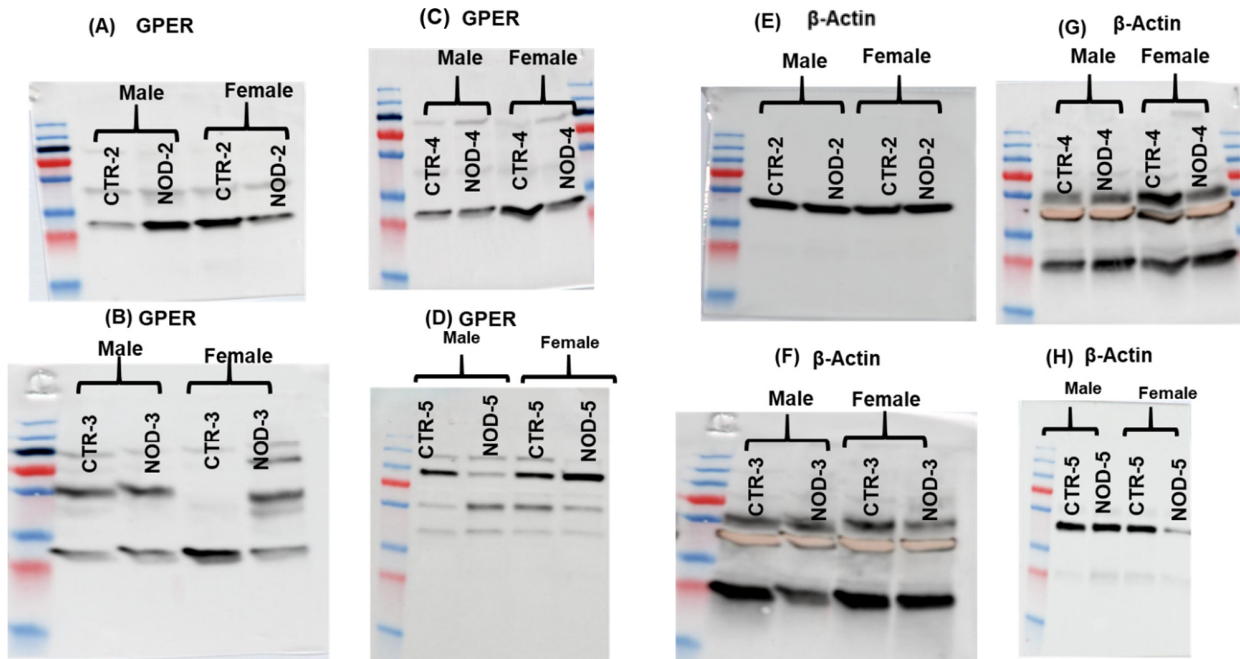 (A) GPER
Male
Female
CTR-2
NOD-2
CTR-2
NOD-2
(B) GPER
Male
Female
CTR-3
NOD-3
CTR-3
NOD-3
(C) GPER
Male
Female
CTR-4
NOD-4
CTR-4
NOD-4
(D) GPER
Male
Female
CTR-5
NOD-5
CTR-5
NOD-5
(E) β-Actin
Male
Female
CTR-2
NOD-2
CTR-2
NOD-2
(F) β-Actin
Male
Female
CTR-3
NOD-3
CTR-3
NOD-3
(G) β-Actin
Male
Female
CTR-4
NOD-4
CTR-4
NOD-4
(H) β-Actin
Male
Female
CTR-5
NOD-5
CTR-5
NOD-5